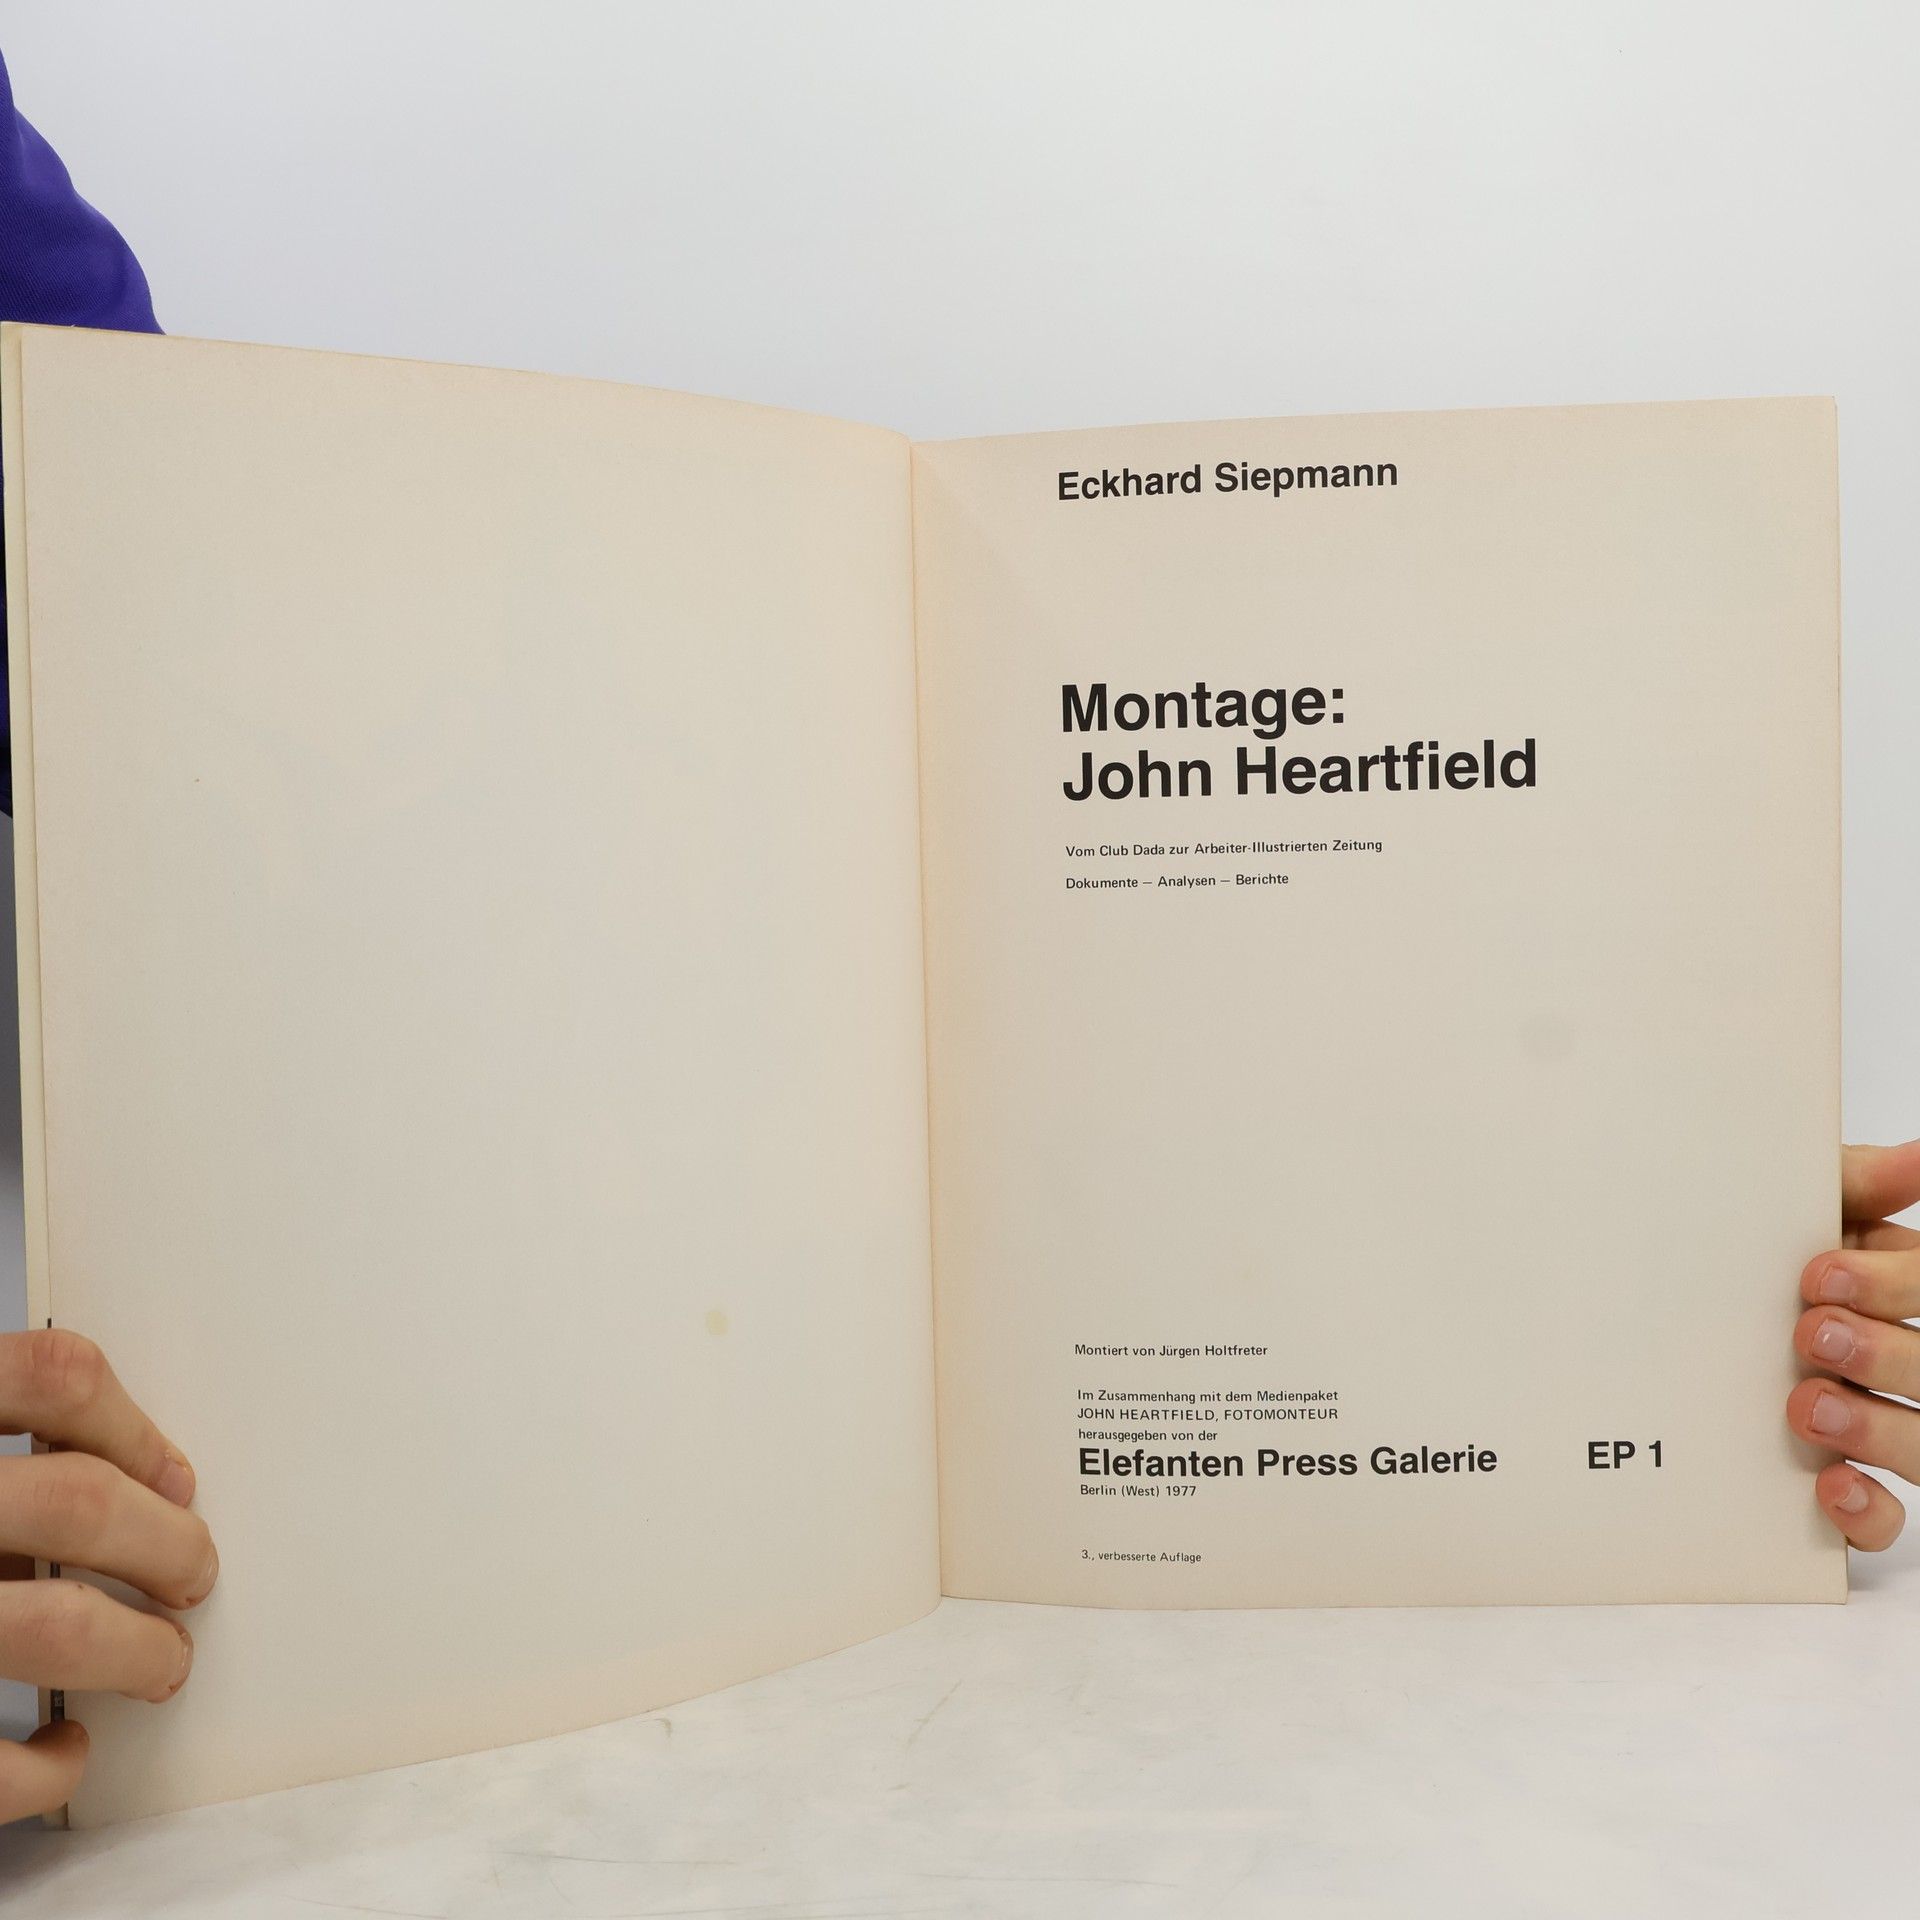 Eckhard Siepmann
Montage:
John Heartfield
Vom Club Dada zur Arbeiter-Illustrierten Zeitung
Dokumente – Analysen – Berichte
Montiert von Jürgen Holtfreter
Im Zusammenhang mit dem Medienpaket
JOHN HEARTFIELD, FOTOMONTEUR
herausgegeben von der
Elefanten Press Galerie EP 1
Berlin (West) 1977
3., verbesserte Auflage